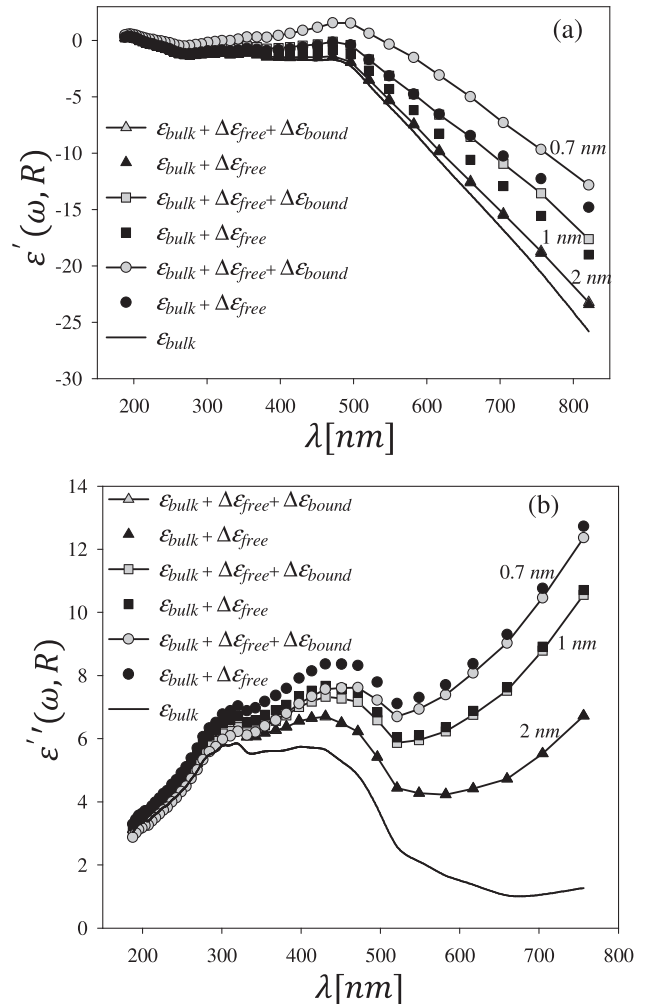 (a)
0
-5
-10
-15
-20
-25
-30
ε'(ω, R)
ε_bulk + Δε_free + Δε_bound
ε_bulk + Δε_free
ε_bulk + Δε_free + Δε_bound
ε_bulk + Δε_free
ε_bulk + Δε_free + Δε_bound
ε_bulk + Δε_free
ε_bulk
0.7 nm
1 nm
2 nm
200 300 400 500 600 700 800
λ[nm]
(b)
14
12
10
8
6
4
2
0
ε''(ω, R)
ε_bulk + Δε_free + Δε_bound
ε_bulk + Δε_free
ε_bulk + Δε_free + Δε_bound
ε_bulk + Δε_free
ε_bulk + Δε_free + Δε_bound
ε_bulk + Δε_free
ε_bulk
0.7 nm
1 nm
2 nm
200 300 400 500 600 700 800
λ[nm]